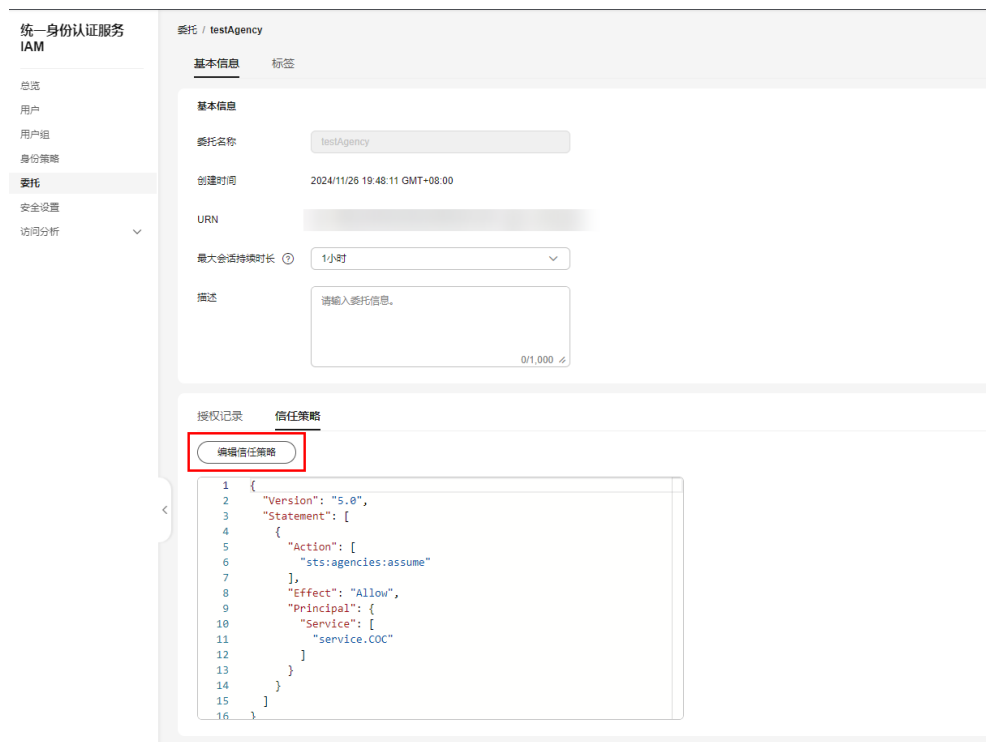 统一身份认证服务
IAM
总览
用户
用户组
身份策略
委托
安全设置
访问分析
委托 / testAgency
基本信息 标签
基本信息
委托名称 testAgency
创建时间 2024/11/26 19:48:11 GMT+08:00
URN
最大会话持续时长 ? 1小时
描述 请输入委托信息。
0/1,000
授权记录 信任策略
编辑信任策略
1 {
2 "Version": "5.0",
3 "Statement": [
4 {
5 "Action": [
6 "sts:agencies:assume"
7 ],
8 "Effect": "Allow",
9 "Principal": {
10 "Service": [
11 "service.COC"
12 ]
13 }
14 }
15 ]
16 }